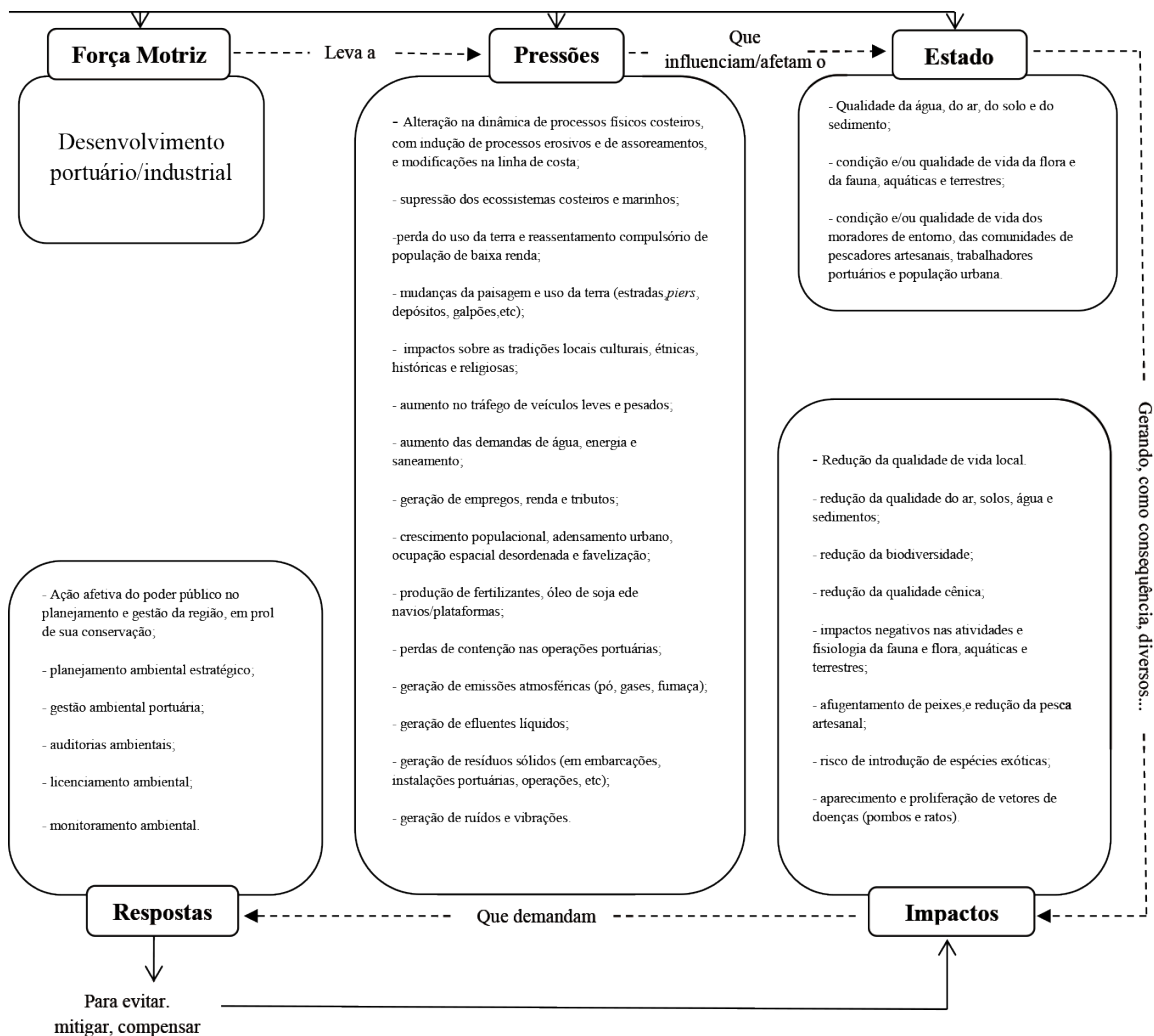 Força Motriz
Leva a
Pressões
Que
influenciam/afetam o
Estado
Desenvolvimento
portuário/industrial
- Alteração na dinâmica de processos físicos costeiros,
com indução de processos erosivos e de assoreamentos,
e modificações na linha de costa;
- supressão dos ecossistemas costeiros e marinhos;
-perda do uso da terra e reassentamento compulsório de
população de baixa renda;
- mudanças da paisagem e uso da terra (estradas,piers,
depósitos, galpões,etc);
- impactos sobre as tradições locais culturais, étnicas,
históricas e religiosas;
- aumento no tráfego de veículos leves e pesados;
- aumento das demandas de água, energia e
saneamento;
- geração de empregos, renda e tributos;
- crescimento populacional, adensamento urbano,
ocupação espacial desordenada e favelização;
- produção de fertilizantes, óleo de soja ede
navios/plataformas;
- perdas de contenção nas operações portuárias;
- geração de emissões atmosféricas (pó, gases, fumaça);
- geração de efluentes líquidos;
- geração de resíduos sólidos (em embarcações,
instalações portuárias, operações, etc);
- geração de ruídos e vibrações.
- Qualidade da água, do ar, do solo e do
sedimento;
- condição e/ou qualidade de vida da flora e
da fauna, aquáticas e terrestres;
- condição e/ou qualidade de vida dos
moradores de entorno, das comunidades de
pescadores artesanais, trabalhadores
portuários e população urbana.
Gerando, como consequência, diversos...
- Redução da qualidade de vida local.
- redução da qualidade do ar, solos, água e
sedimentos;
- redução da biodiversidade;
- redução da qualidade cênica;
- impactos negativos nas atividades e
fisiologia da fauna e flora, aquáticas e
terrestres;
- afugentamento de peixes,e redução da pesca
artesanal;
- risco de introdução de espécies exóticas;
- aparecimento e proliferação de vetores de
doenças (pombos e ratos).
- Ação afetiva do poder público no
planejamento e gestão da região, em prol
de sua conservação;
- planejamento ambiental estratégico;
- gestão ambiental portuária;
- auditorias ambientais;
- licenciamento ambiental;
- monitoramento ambiental.
Respostas
Que demandam
Impactos
Para evitar.
mitigar, compensar